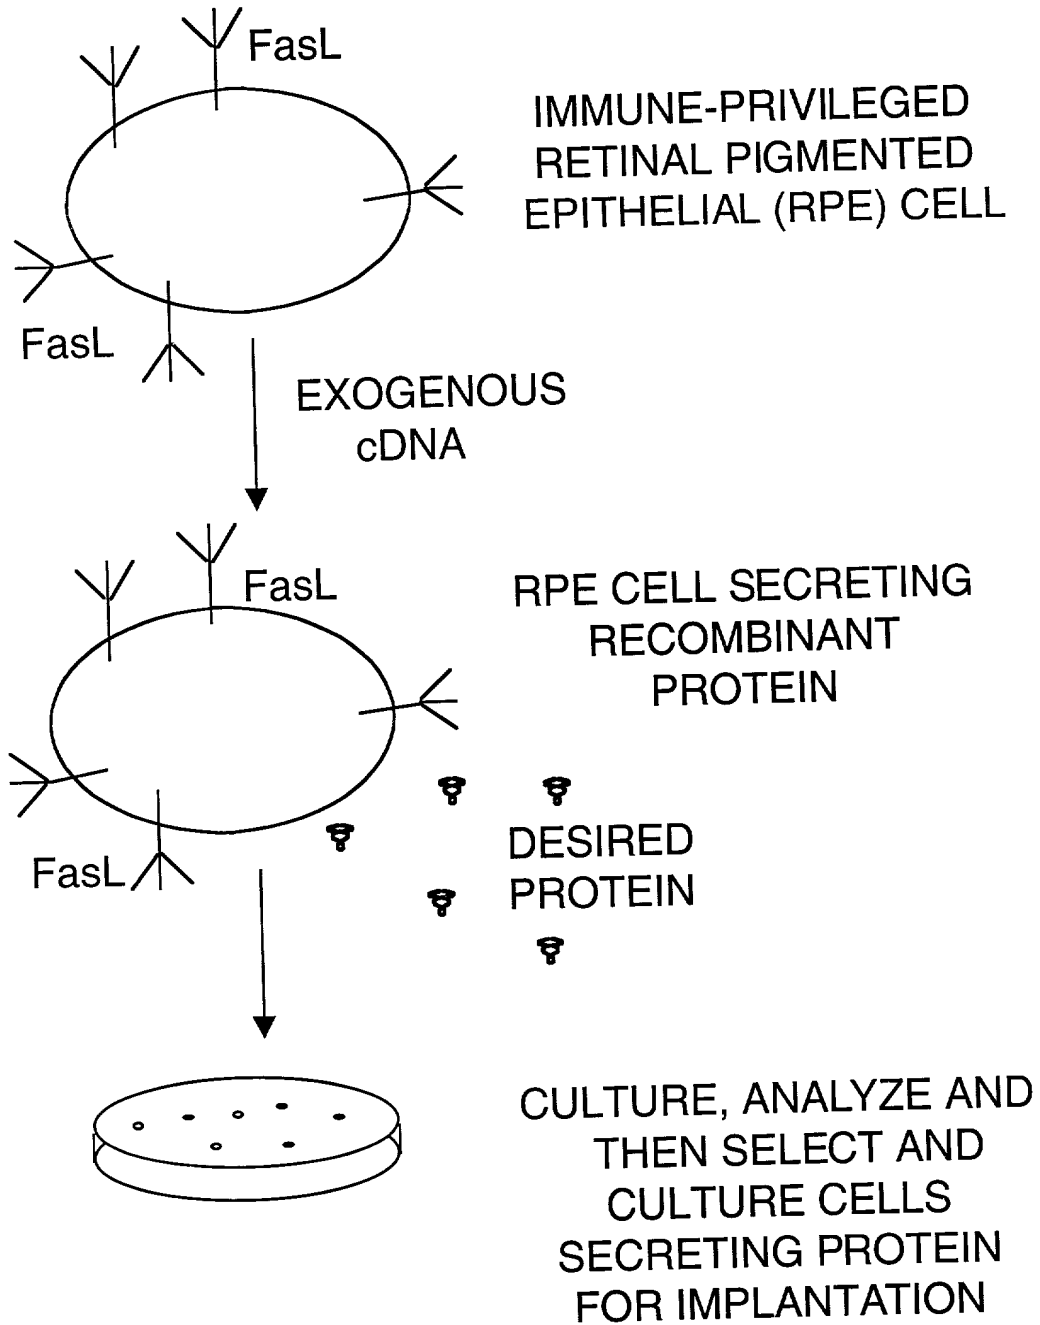 FasL
IMMUNE-PRIVILEGED
RETINAL PIGMENTED
EPITHELIAL (RPE) CELL
FasL
EXOGENOUS
cDNA
FasL
RPE CELL SECRETING
RECOMBINANT
PROTEIN
DESIRED
PROTEIN
FasL
CULTURE, ANALYZE AND
THEN SELECT AND
CULTURE CELLS
SECRETING PROTEIN
FOR IMPLANTATION